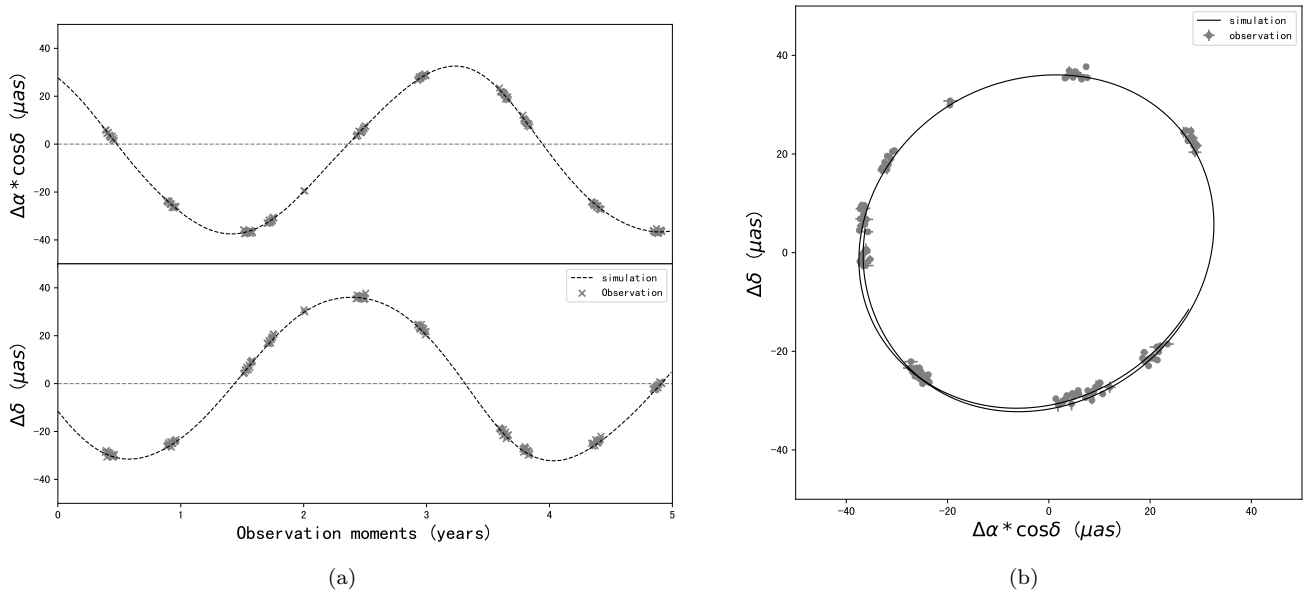 40
20
0
−20
−40
Δα * cosδ (μas)
simulation
Observation
40
20
0
−20
−40
Δδ (μas)
0 1 2 3 4 5
Observation moments (years)
(a)
simulation
observation
40
20
0
−20
−40
Δδ (μas)
−40 −20 0 20 40
Δα * cosδ (μas)
(b)